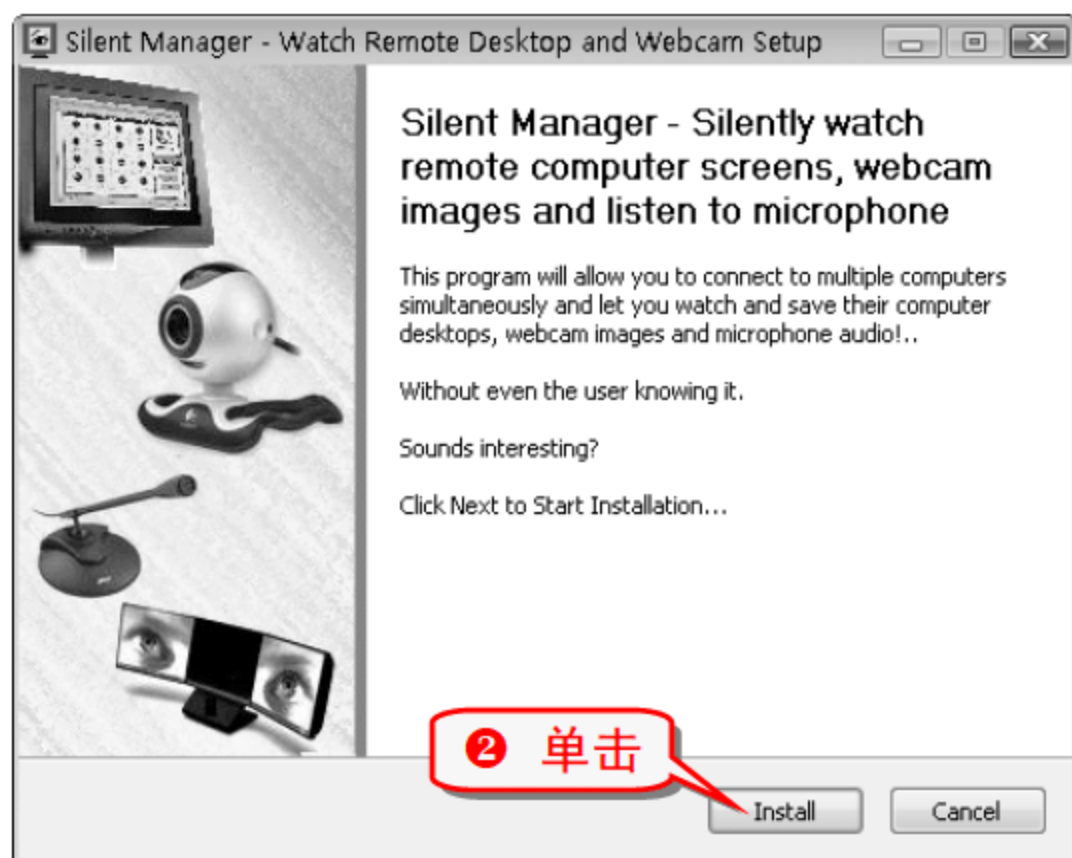 Silent Manager - Watch Remote Desktop and Webcam Setup
Silent Manager - Silently watch
remote computer screens, webcam
images and listen to microphone
This program will allow you to connect to multiple computers
simultaneously and let you watch and save their computer
desktops, webcam images and microphone audio!..
Without even the user knowing it.
Sounds interesting?
Click Next to Start Installation...
❷ 单击
Install
Cancel